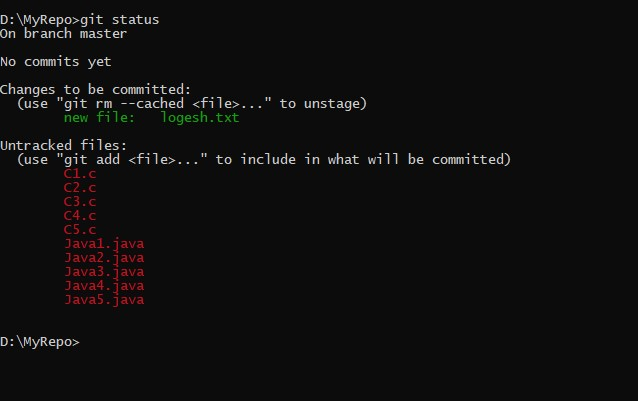 D:\MyRepo>git status
On branch master
No commits yet
Changes to be committed:
(use "git rm --cached <file>..." to unstage)
new file:   logesh.txt
Untracked files:
(use "git add <file>..." to include in what will be committed)
C1.c
C2.c
C3.c
C4.c
C5.c
Java1.java
Java2.java
Java3.java
Java4.java
Java5.java
D:\MyRepo>